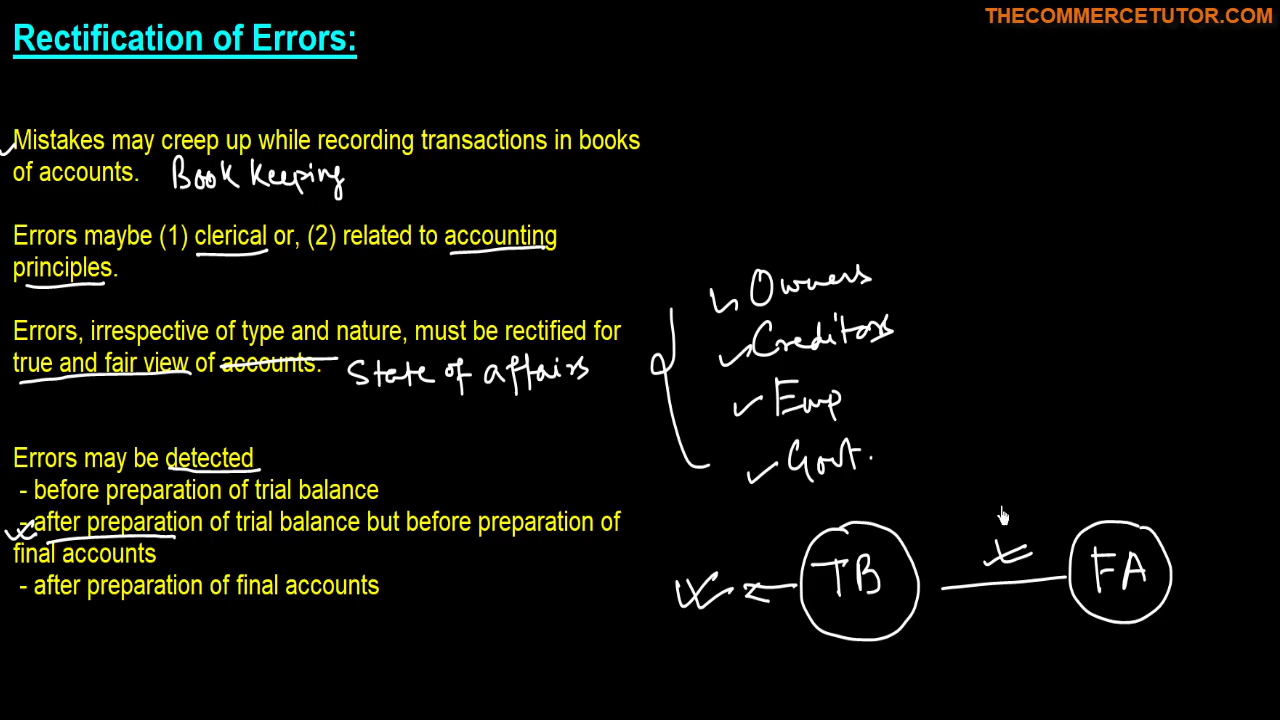 THECOMMERCETUTOR.COM
Rectification of Errors:
Mistakes may creep up while recording transactions in books
of accounts. Book keeping
Errors maybe (1) clerical or, (2) related to accounting
principles.
Errors, irrespective of type and nature, must be rectified for
true and fair view of accounts. State of affairs
Owners
Creditors
Emp
Govt.
Errors may be detected
- before preparation of trial balance
- after preparation of trial balance but before preparation of
final accounts
- after preparation of final accounts
TB
FA